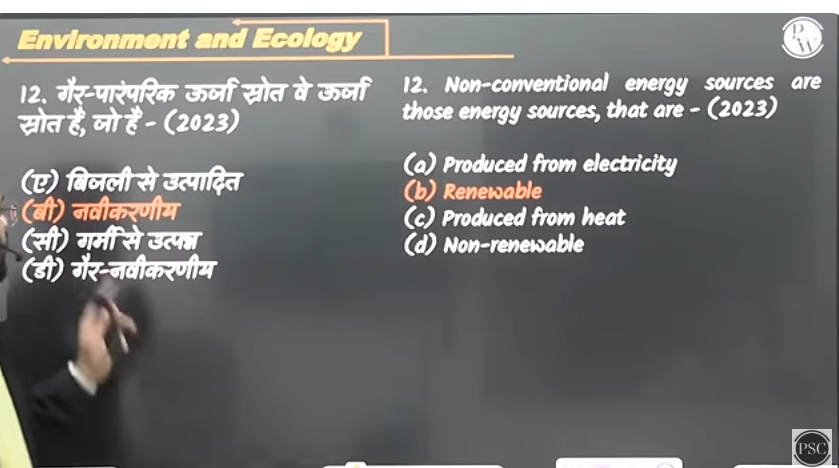 Environment and Ecology
PW
12. गैर-पारंपरिक ऊर्जा स्रोत वे ऊर्जा
स्रोत हैं, जो हैं - (2023)
(ए) बिजली से उत्पादित
(बी) नवीकरणीय
(सी) गर्मी से उत्पन्न
(डी) गैर-नवीकरणीय
12. Non-conventional energy sources are
those energy sources, that are - (2023)
(a) Produced from electricity
(b) Renewable
(c) Produced from heat
(d) Non-renewable
PSC